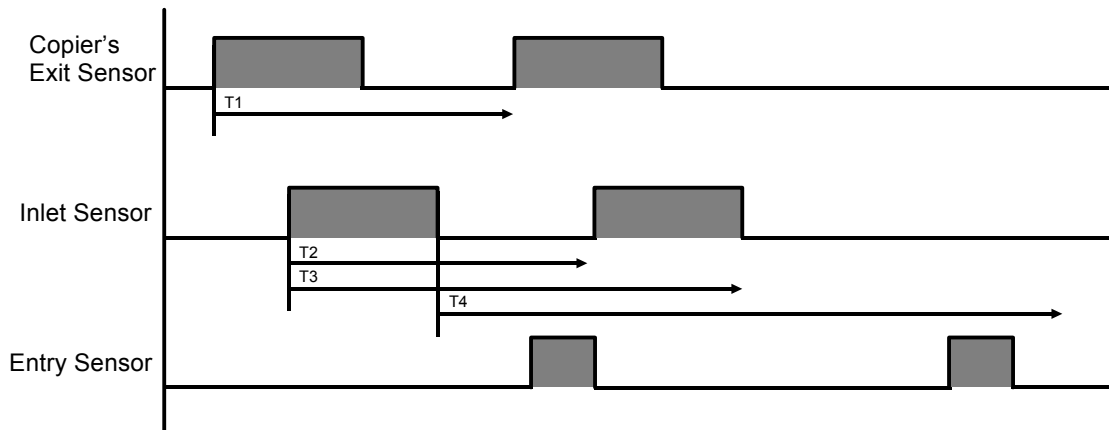 Copier’s
Exit Sensor
T1
Inlet Sensor
T2
T3
T4
Entry Sensor